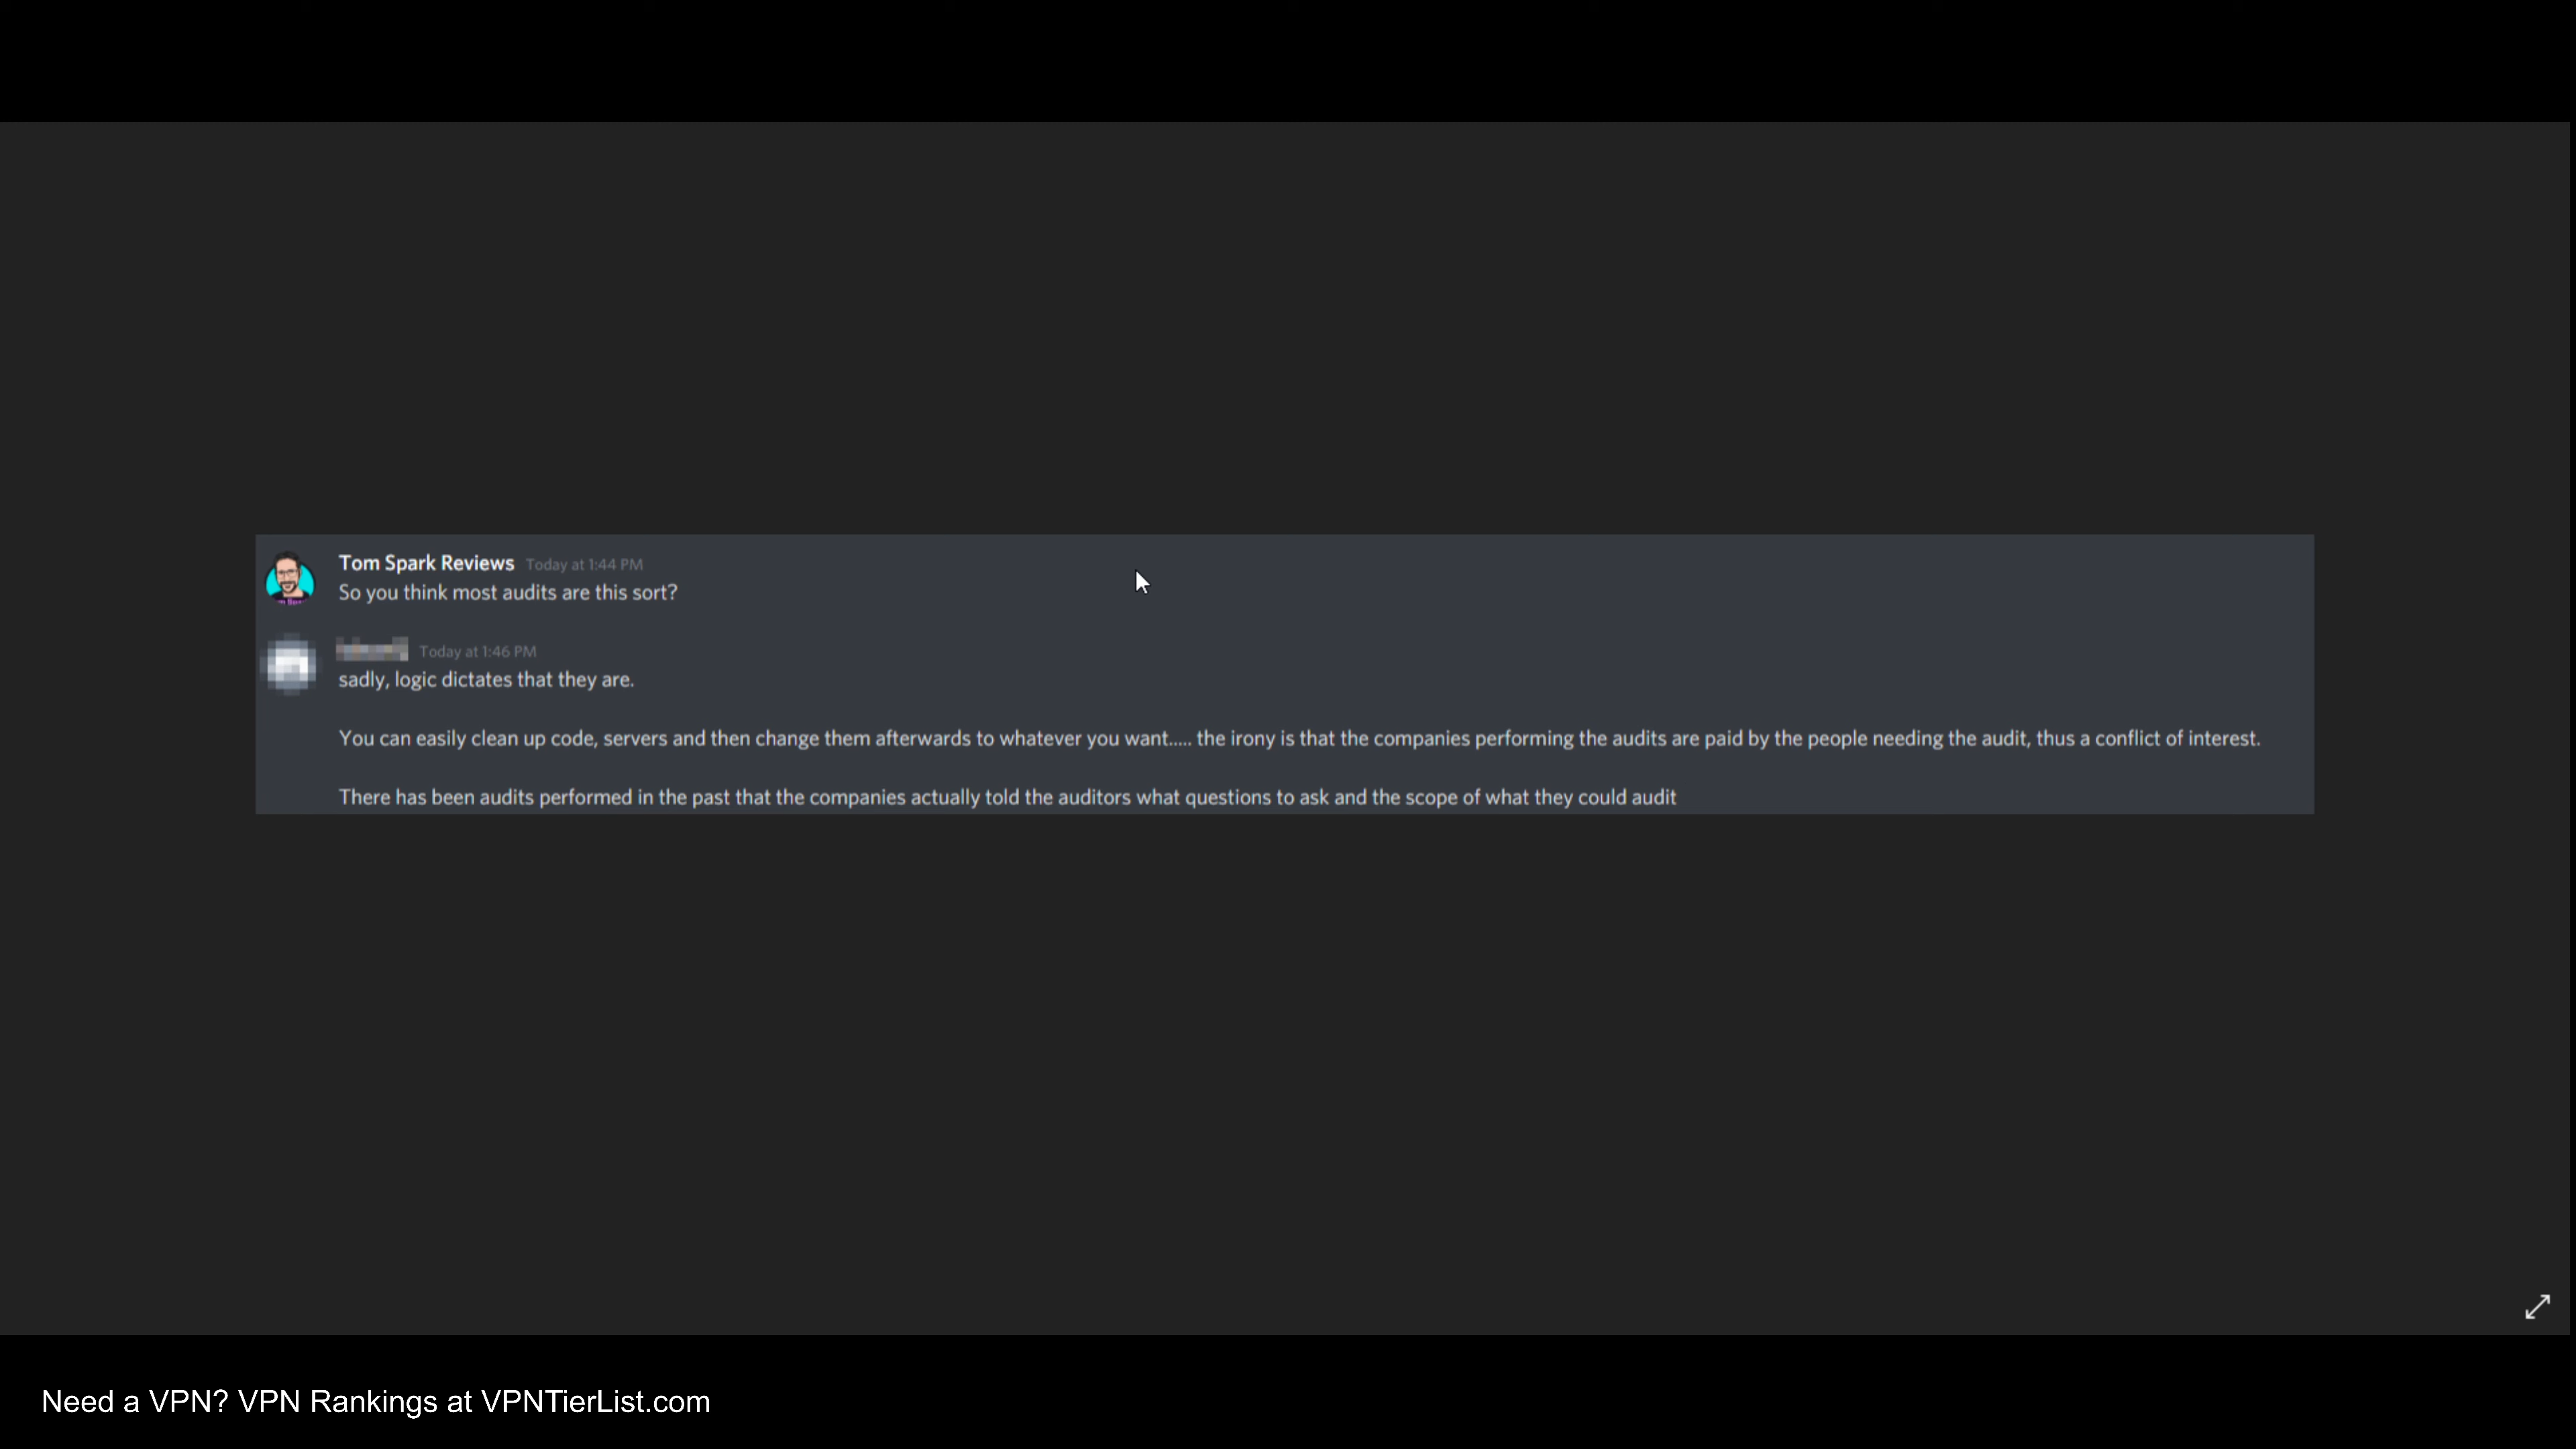 Tom Spark Reviews Today at 1:44 PM
So you think most audits are this sort?
Today at 1:46 PM
sadly, logic dictates that they are.
You can easily clean up code, servers and then change them afterwards to whatever you want..... the irony is that the companies performing the audits are paid by the people needing the audit, thus a conflict of interest.
There has been audits performed in the past that the companies actually told the auditors what questions to ask and the scope of what they could audit
Need a VPN? VPN Rankings at VPNTierList.com